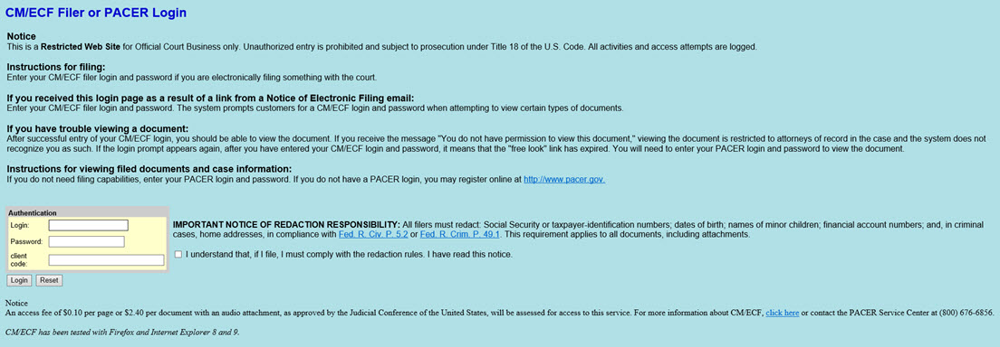 CM/ECF Filer or PACER Login
Notice
This is a Restricted Web Site for Official Court Business only. Unauthorized entry is prohibited and subject to prosecution under Title 18 of the U.S. Code. All activities and access attempts are logged.
Instructions for filing:
Enter your CM/ECF filer login and password if you are electronically filing something with the court.
If you received this login page as a result of a link from a Notice of Electronic Filing email:
Enter your CM/ECF filer login and password. The system prompts customers for a CM/ECF login and password when attempting to view certain types of documents.
If you have trouble viewing a document:
After successful entry of your CM/ECF login, you should be able to view the document. If you receive the message "You do not have permission to view this document," viewing the document is restricted to attorneys of record in the case and the system does not
recognize you as such. If the login prompt appears again, after you have entered your CM/ECF login and password, it means that the "free look" link has expired. You will need to enter your PACER login and password to view the document.
Instructions for viewing filed documents and case information:
If you do not need filing capabilities, enter your PACER login and password. If you do not have a PACER login, you may register online at http://www.pacer.gov.
Authentication
Login:
Password:
client
code:
IMPORTANT NOTICE OF REDACTION RESPONSIBILITY: All filers must redact: Social Security or taxpayer-identification numbers; dates of birth; names of minor children; financial account numbers; and, in criminal
cases, home addresses, in compliance with Fed. R. Civ. P. 5.2 or Fed. R. Crim. P. 49.1. This requirement applies to all documents, including attachments.
I understand that, if I file, I must comply with the redaction rules. I have read this notice.
Login Reset
Notice
An access fee of $0.10 per page or $2.40 per document with an audio attachment, as approved by the Judicial Conference of the United States, will be assessed for access to this service. For more information about CM/ECF, click here or contact the PACER Service Center at (800) 676-6856.
CM/ECF has been tested with Firefox and Internet Explorer 8 and 9.